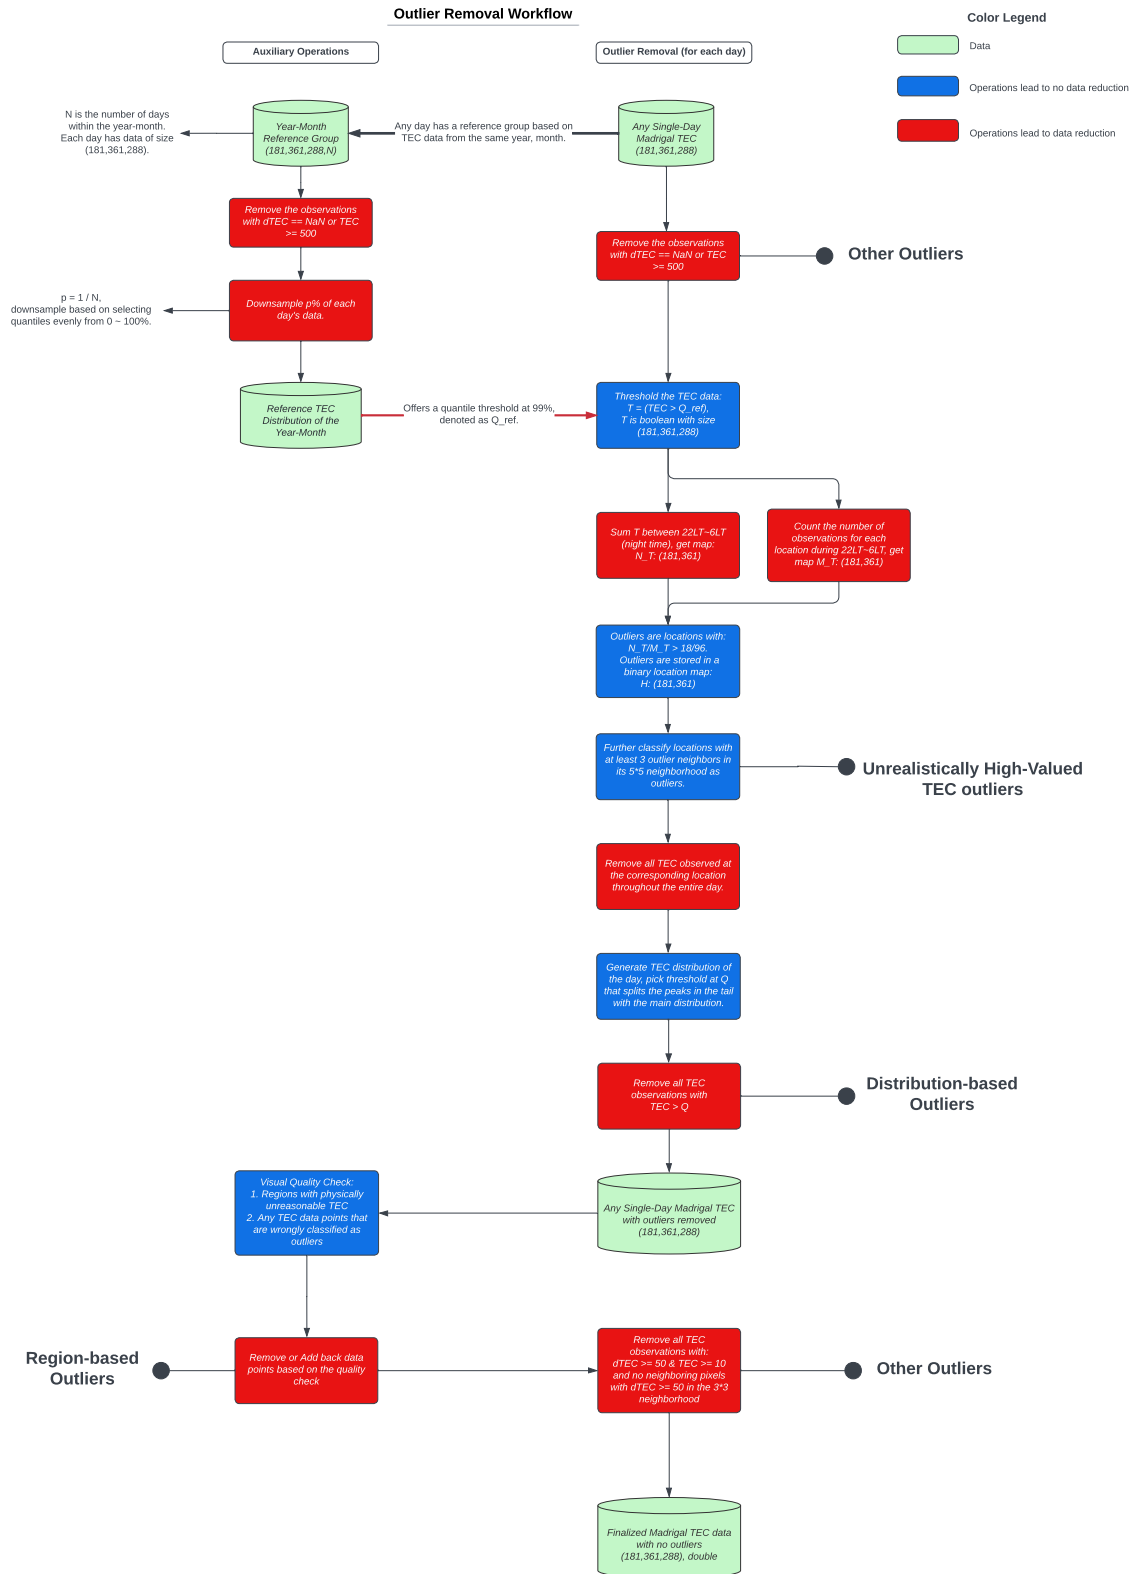 Outlier Removal Workflow
Color Legend
Auxiliary Operations
Outlier Removal (for each day)
Data
Operations lead to no data reduction
Operations lead to data reduction
N is the number of days
within the year-month.
Each day has data of size
(181,361,288).
Year-Month
Reference Group
(181,361,288,N)
Any day has a reference group based on
TEC data from the same year, month.
Any Single-Day
Madrigal TEC
(181,361,288)
Remove the observations
with dTEC == NaN or TEC
>= 500
Remove the observations
with dTEC == NaN or TEC
>= 500
Other Outliers
p = 1 / N,
downsample based on selecting
quantiles evenly from 0 ~ 100%.
Downsample p% of each
day's data.
Reference TEC
Distribution of the
Year-Month
Offers a quantile threshold at 99%,
denoted as Q_ref.
Threshold the TEC data:
T = (TEC > Q_ref),
T is boolean with size
(181,361,288)
Sum T between 22LT~6LT
(night time), get map:
N_T: (181,361)
Count the number of
observations for each
location during 22LT~6LT, get
map M_T: (181,361)
Outliers are locations with:
N_T/M_T > 18/96.
Outliers are stored in a
binary location map:
H: (181,361)
Further classify locations with
at least 3 outlier neighbors in
its 5*5 neighborhood as
outliers.
Unrealistically High-Valued
TEC outliers
Remove all TEC observed at
the corresponding location
throughout the entire day.
Generate TEC distribution of
the day, pick threshold at Q
that splits the peaks in the tail
with the main distribution.
Remove all TEC
observations with
TEC > Q
Distribution-based
Outliers
Visual Quality Check:
1. Regions with physically
unreasonable TEC
2. Any TEC data points that
are wrongly classified as
outliers
Any Single-Day Madrigal TEC
with outliers removed
(181,361,288)
Region-based
Outliers
Remove or Add back data
points based on the quality
check
Remove all TEC
observations with:
dTEC >= 50 & TEC >= 10
and no neighboring pixels
with dTEC >= 50 in the 3*3
neighborhood
Other Outliers
Finalized Madrigal TEC data
with no outliers
(181,361,288), double